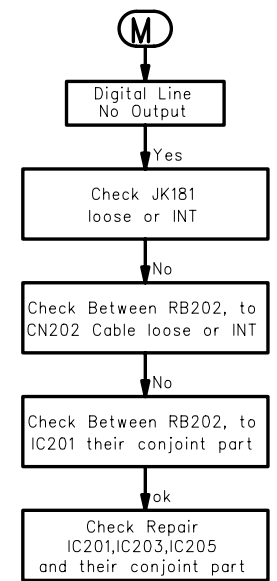 M
Digital Line
No Output
Yes
Check JK181
loose or INT
No
Check Between RB202, to
CN202 Cable loose or INT
No
Check Between RB202, to
IC201 their conjoint part
ok
Check Repair
IC201,IC203,IC205
and their conjoint part